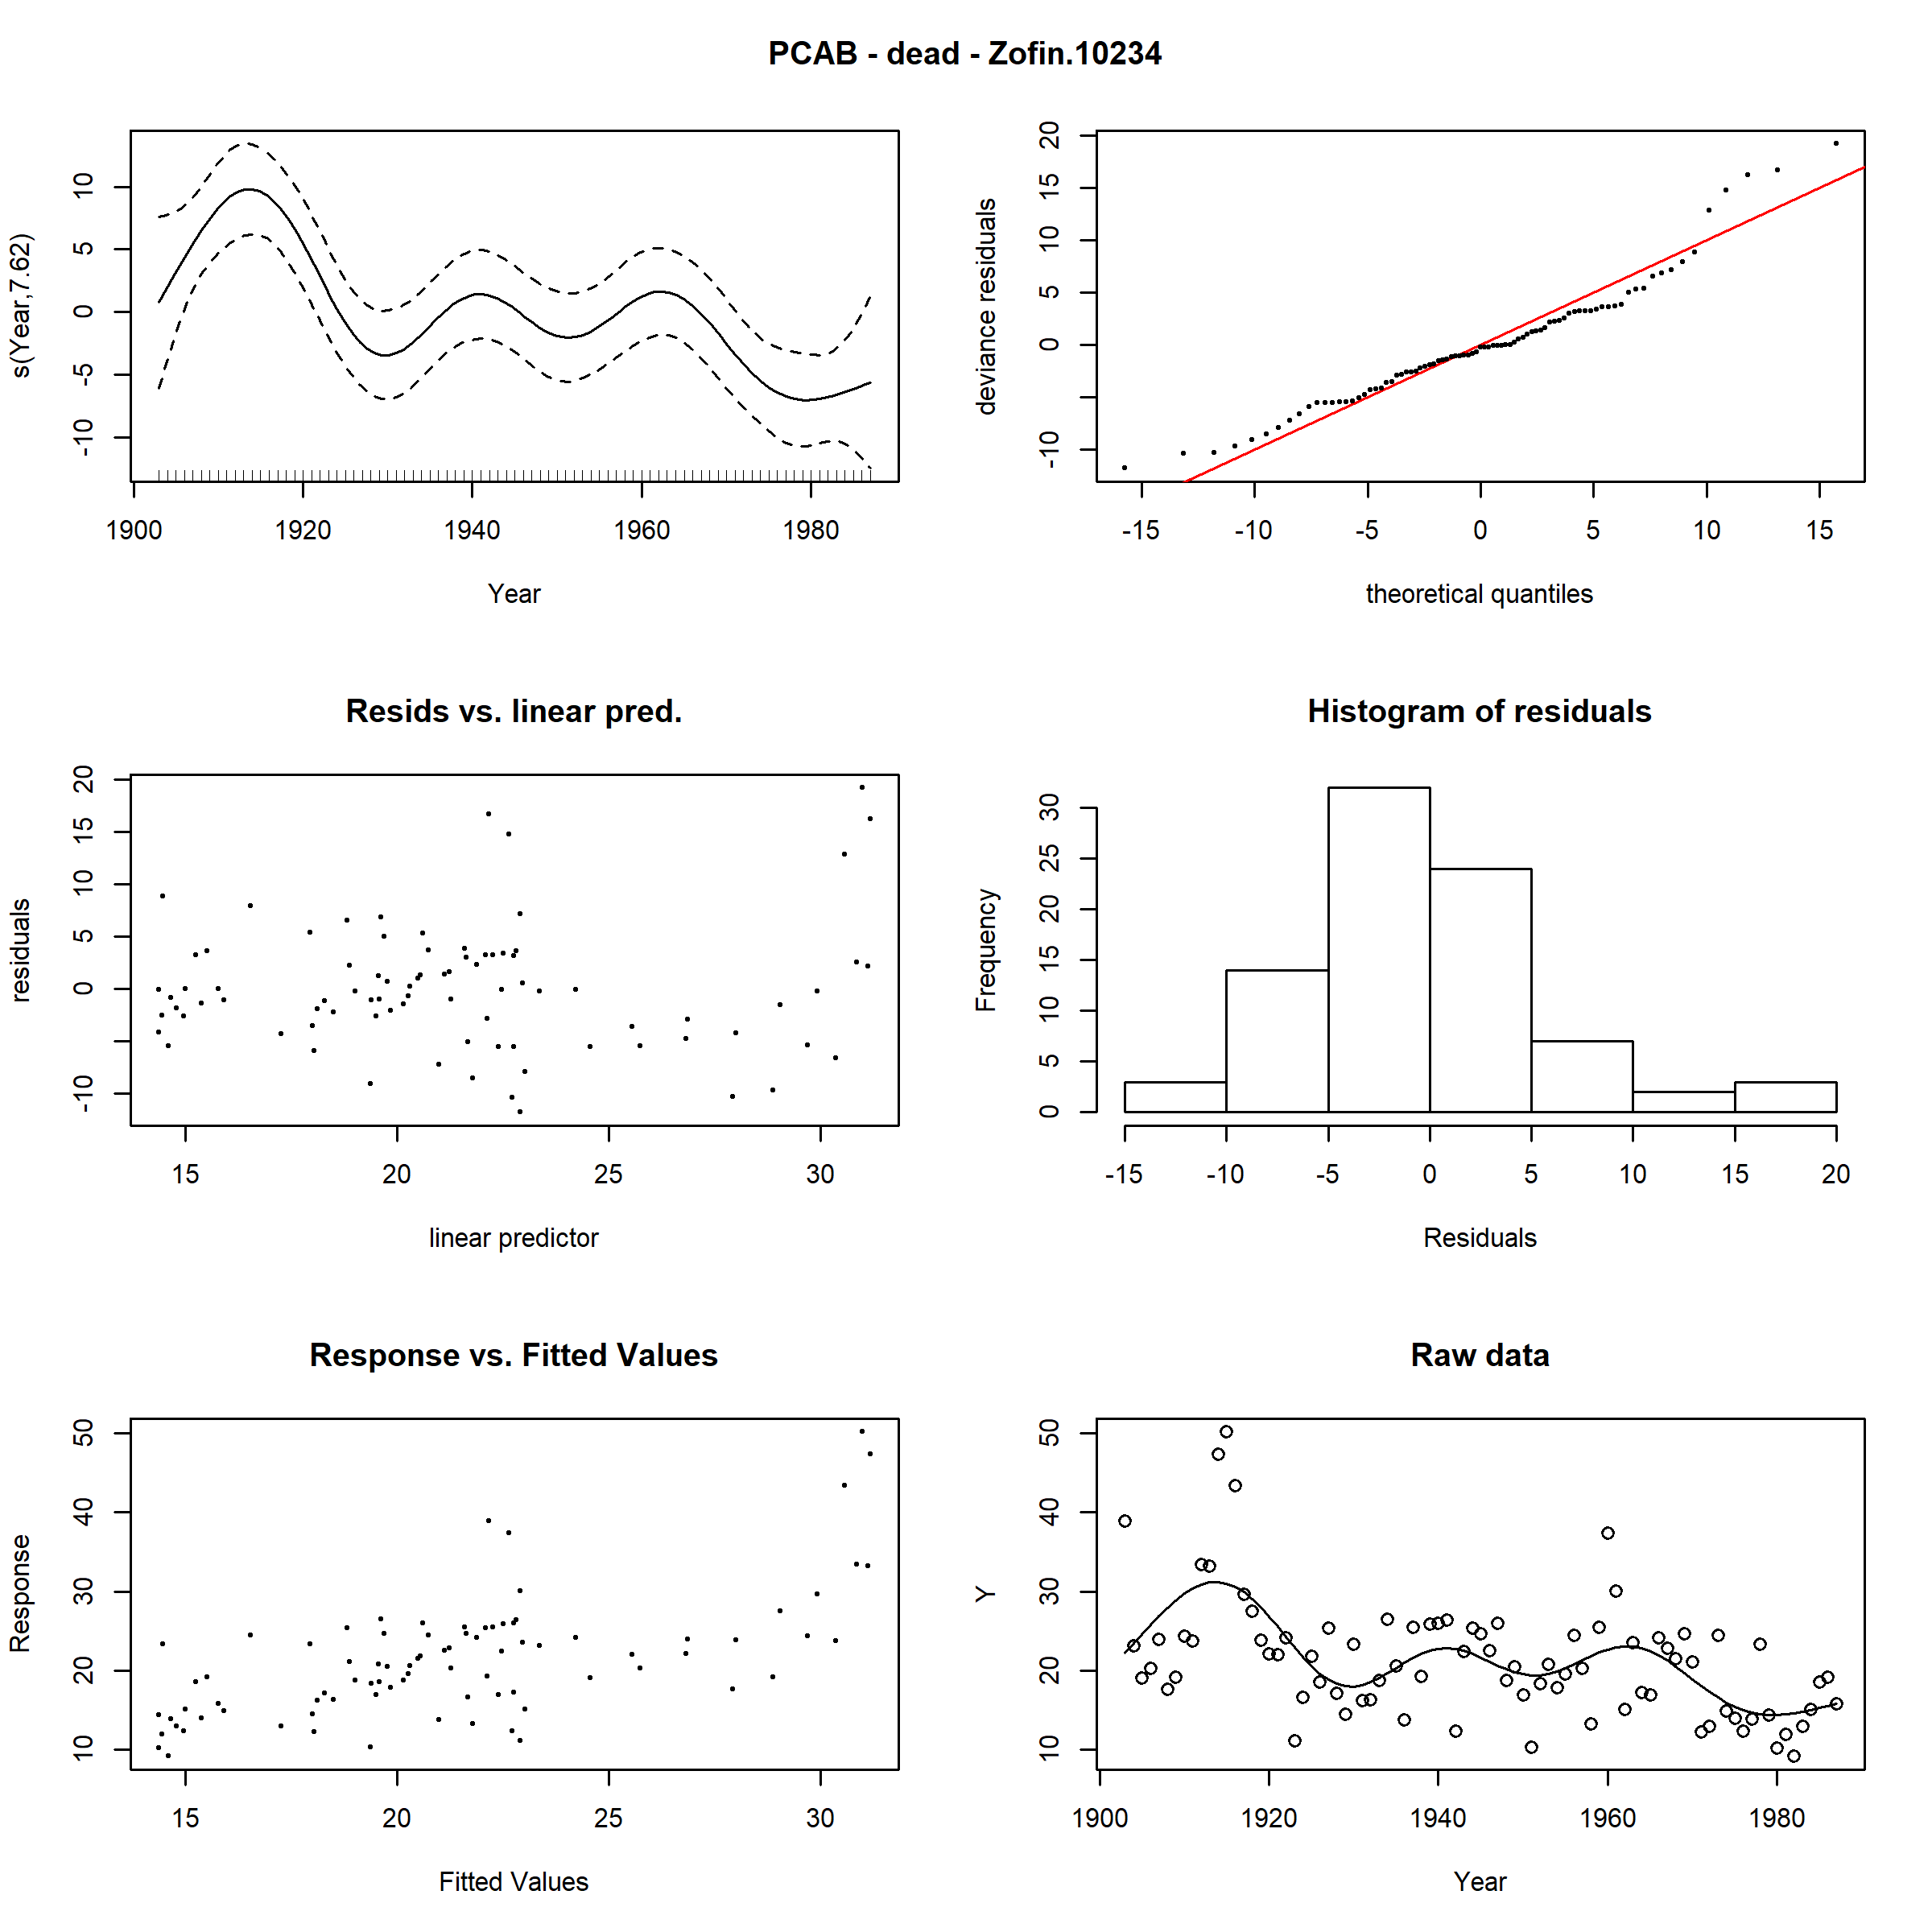 PCAB - dead - Zofin.10234
s(Year,7.62)
10
5
0
-5
-10
1900 1920 1940 1960 1980
Year
deviance residuals
20
15
10
5
0
-10
-15 -10 -5 0 5 10 15
theoretical quantiles
Resids vs. linear pred.
residuals
20
15
10
5
0
-10
15 20 25 30
linear predictor
Histogram of residuals
Frequency
30
25
20
15
10
5
0
-15 -10 -5 0 5 10 15 20
Residuals
Response vs. Fitted Values
Response
50
40
30
20
10
15 20 25 30
Fitted Values
Raw data
Y
50
40
30
20
10
1900 1920 1940 1960 1980
Year